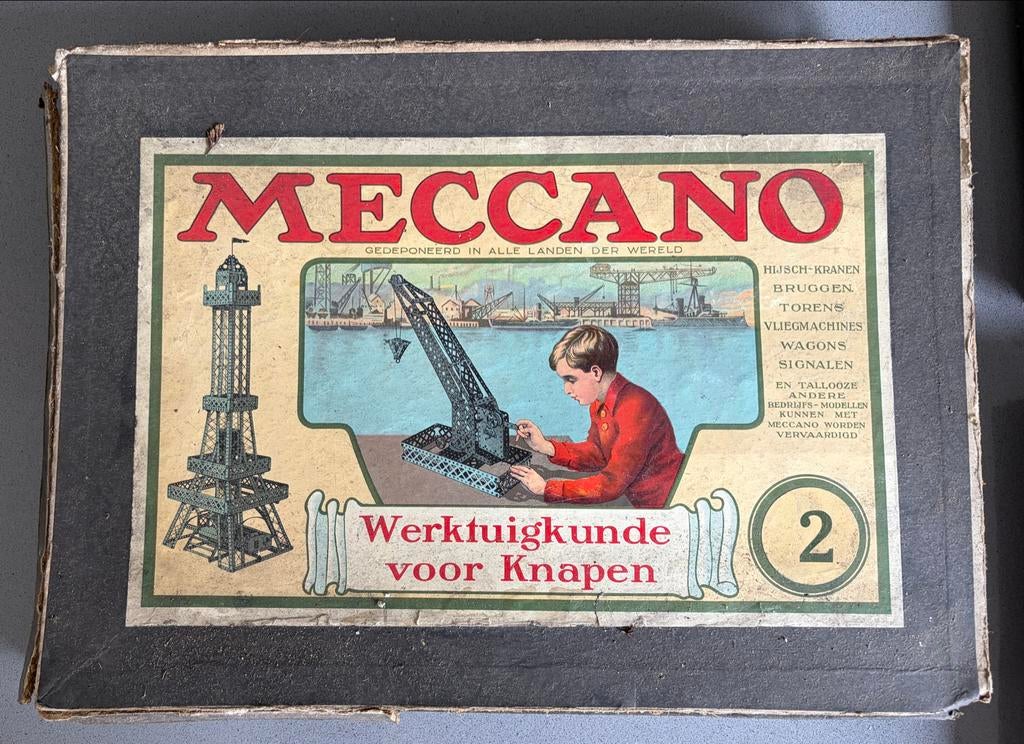 MECCANO
GEDEPONEERD IN ALLE LANDEN DER WERELD
HIJSCH-KRANEN
BRUGGEN.
TORENS
VLIEGMACHINES
WAGONS
SIGNALEN
EN TALLOOZE
ANDERE
BEDRIJFS-MODELLEN
KUNNEN MET
MECCANO WORDEN
VERVAARDIGD
Werktuigkunde
voor Knapen
2